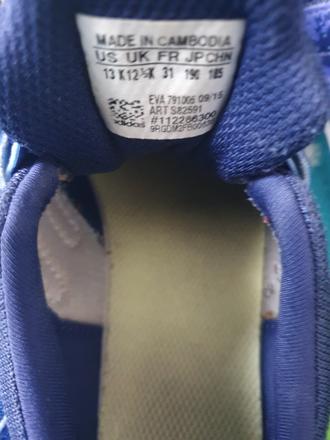 MADE IN CAMBODIA
US UK FR JP CHN
13 K12½K 31 190 185
EVA 791005 09/15
ART S82591
#112286300
adidas